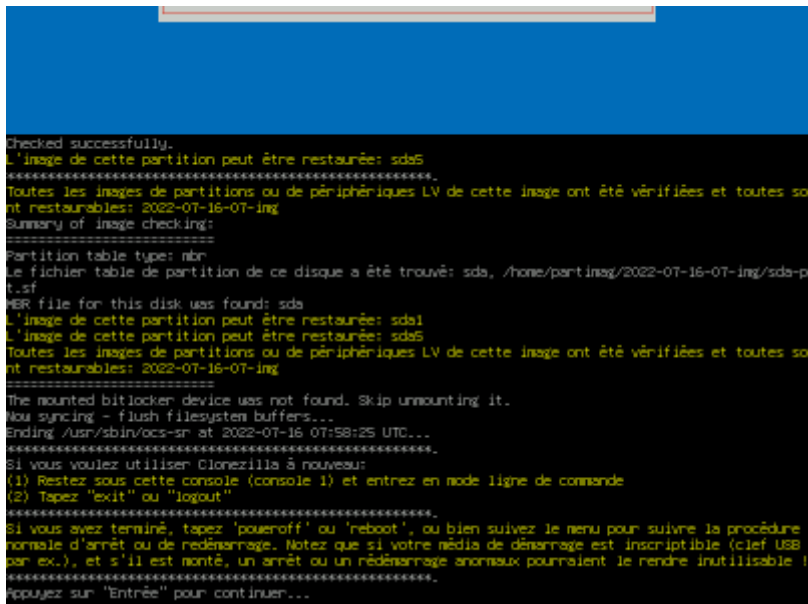 Checked successfully.
L'image de cette partition peut être restaurée: sda5
*****************************************************.
Toutes les images de partitions ou de périphériques LV de cette image ont été vérifiées et toutes so
nt restaurables: 2022-07-16-07-img
Summary of image checking:
==========================
Partition table type: mbr
Le fichier table de partition de ce disque a été trouvé: sda, /home/partimag/2022-07-16-07-img/sda-p
t.sf
MBR file for this disk was found: sda
L'image de cette partition peut être restaurée: sda1
L'image de cette partition peut être restaurée: sda5
Toutes les images de partitions ou de périphériques LV de cette image ont été vérifiées et toutes so
nt restaurables: 2022-07-16-07-img
==========================
The mounted bitlocker device was not found. Skip unmounting it.
Now syncing - flush filesystem buffers...
Ending /usr/sbin/ocs-sr at 2022-07-16 07:58:25 UTC...
*****************************************************.
Si vous voulez utiliser Clonezilla à nouveau:
(1) Restez sous cette console (console 1) et entrez en mode ligne de commande
(2) Tapez "exit" ou "logout"
*****************************************************.
Si vous avez terminé, tapez 'poweroff' ou 'reboot', ou bien suivez le menu pour suivre la procédure
normale d'arrêt ou de redémarrage. Notez que si votre média de démarrage est inscriptible (clef USB
par ex.), et s'il est monté, un arrêt ou un rédémarrage anormaux pourraient le rendre inutilisable !
*****************************************************.
Appuyez sur "Entrée" pour continuer...